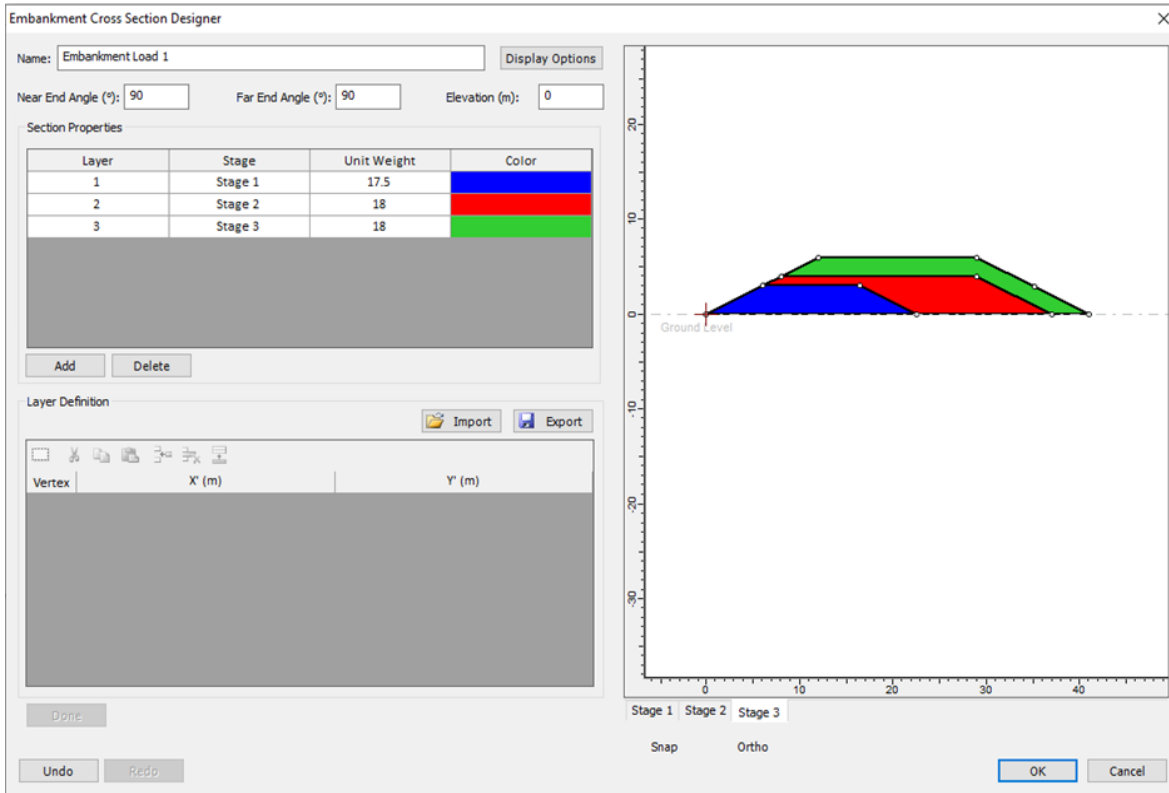 Embankment Cross Section Designer
Name: Embankment Load 1 Display Options
Near End Angle (º): 90 Far End Angle (º): 90 Elevation (m): 0
Section Properties
Layer Stage Unit Weight Color
1 Stage 1 17.5
2 Stage 2 18
3 Stage 3 18
Add Delete
Layer Definition
Import Export
Vertex X' (m) Y' (m)
Done
Undo Redo
20
10
0
-10
-20
-30
Ground Level
0 10 20 30 40
Stage 1 Stage 2 Stage 3
Snap Ortho
OK Cancel